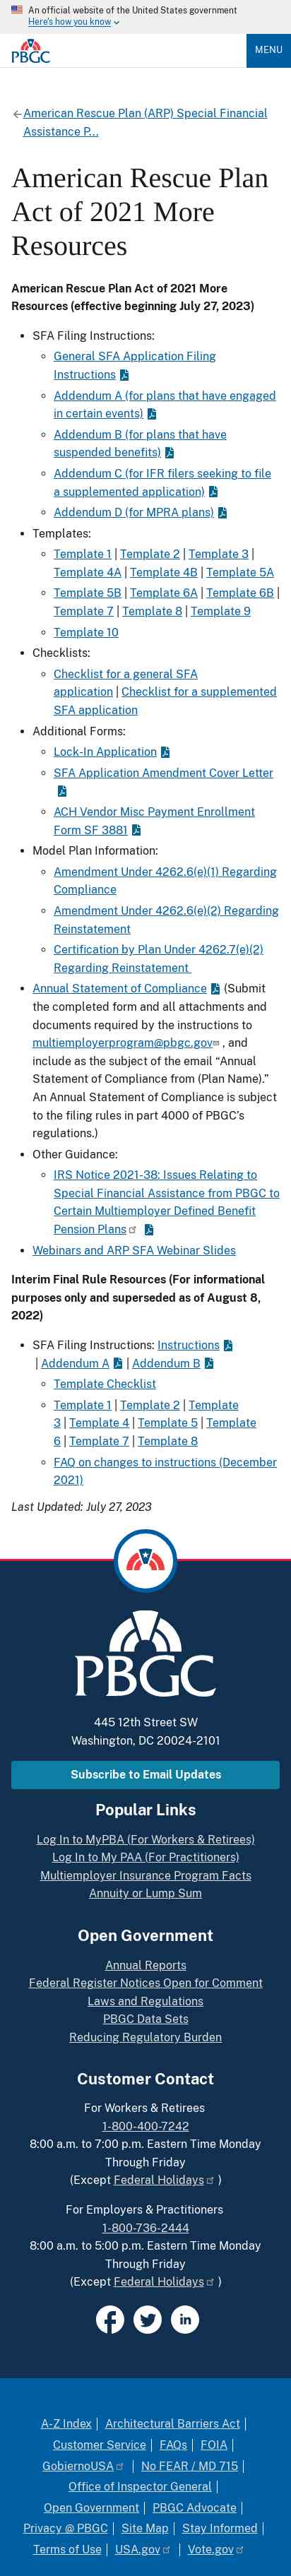 An official website of the United States government
Here's how you know
PBGC
MENU
American Rescue Plan (ARP) Special Financial
Assistance P...
American Rescue Plan
Act of 2021 More
Resources
American Rescue Plan Act of 2021 More
Resources (effective beginning July 27, 2023)
SFA Filing Instructions:
General SFA Application Filing
Instructions
Addendum A (for plans that have engaged
in certain events)
Addendum B (for plans that have
suspended benefits)
Addendum C (for IFR filers seeking to file
a supplemented application)
Addendum D (for MPRA plans)
Templates:
Template 1 | Template 2 | Template 3 |
Template 4A | Template 4B | Template 5A
Template 5B | Template 6A | Template 6B |
Template 7 | Template 8 | Template 9
Template 10
Checklists:
Checklist for a general SFA
application | Checklist for a supplemented
SFA application
Additional Forms:
Lock-In Application
SFA Application Amendment Cover Letter
ACH Vendor Misc Payment Enrollment
Form SF 3881
Model Plan Information:
Amendment Under 4262.6(e)(1) Regarding
Compliance
Amendment Under 4262.6(e)(2) Regarding
Reinstatement
Certification by Plan Under 4262.7(e)(2)
Regarding Reinstatement
Annual Statement of Compliance (Submit
the completed form and all attachments and
documents required by the instructions to
multiemployerprogram@pbgc.gov , and
include as the subject of the email “Annual
Statement of Compliance from (Plan Name).”
An Annual Statement of Compliance is subject
to the filing rules in part 4000 of PBGC’s
regulations.)
Other Guidance:
IRS Notice 2021-38: Issues Relating to
Special Financial Assistance from PBGC to
Certain Multiemployer Defined Benefit
Pension Plans
Webinars and ARP SFA Webinar Slides
Interim Final Rule Resources (For informational
purposes only and superseded as of August 8,
2022)
SFA Filing Instructions: Instructions
| Addendum A | Addendum B
Template Checklist
Template 1 | Template 2 | Template
3 | Template 4 | Template 5 | Template
6 | Template 7 | Template 8
FAQ on changes to instructions (December
2021)
Last Updated: July 27, 2023
PBGC
445 12th Street SW
Washington, DC 20024-2101
Subscribe to Email Updates
Popular Links
Log In to MyPBA (For Workers & Retirees)
Log In to My PAA (For Practitioners)
Multiemployer Insurance Program Facts
Annuity or Lump Sum
Open Government
Annual Reports
Federal Register Notices Open for Comment
Laws and Regulations
PBGC Data Sets
Reducing Regulatory Burden
Customer Contact
For Workers & Retirees
1-800-400-7242
8:00 a.m. to 7:00 p.m. Eastern Time Monday
Through Friday
(Except Federal Holidays )
For Employers & Practitioners
1-800-736-2444
8:00 a.m. to 5:00 p.m. Eastern Time Monday
Through Friday
(Except Federal Holidays )
A-Z Index | Architectural Barriers Act |
Customer Service | FAQs | FOIA |
GobiernoUSA | No FEAR / MD 715 |
Office of Inspector General |
Open Government | PBGC Advocate |
Privacy @ PBGC | Site Map | Stay Informed |
Terms of Use | USA.gov | Vote.gov